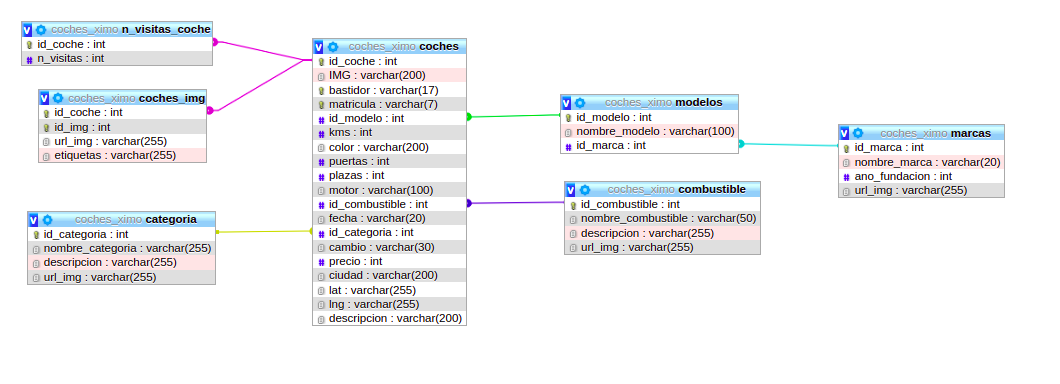 coches_ximo n_visitas_coche
id_coche : int
n_visitas : int
coches_ximo coches_img
id_coche : int
id_img : int
url_img : varchar(255)
etiquetas : varchar(255)
coches_ximo categoria
id_categoria : int
nombre_categoria : varchar(255)
descripcion : varchar(255)
url_img : varchar(255)
coches_ximo coches
id_coche : int
IMG : varchar(200)
bastidor : varchar(17)
matricula : varchar(7)
id_modelo : int
kms : int
color : varchar(200)
puertas : int
plazas : int
motor : varchar(100)
id_combustible : int
fecha : varchar(20)
id_categoria : int
cambio : varchar(30)
precio : int
ciudad : varchar(200)
lat : varchar(255)
lng : varchar(255)
descripcion : varchar(200)
coches_ximo modelos
id_modelo : int
nombre_modelo : varchar(100)
id_marca : int
coches_ximo combustible
id_combustible : int
nombre_combustible : varchar(50)
descripcion : varchar(255)
url_img : varchar(255)
coches_ximo marcas
id_marca : int
nombre_marca : varchar(20)
ano_fundacion : int
url_img : varchar(255)